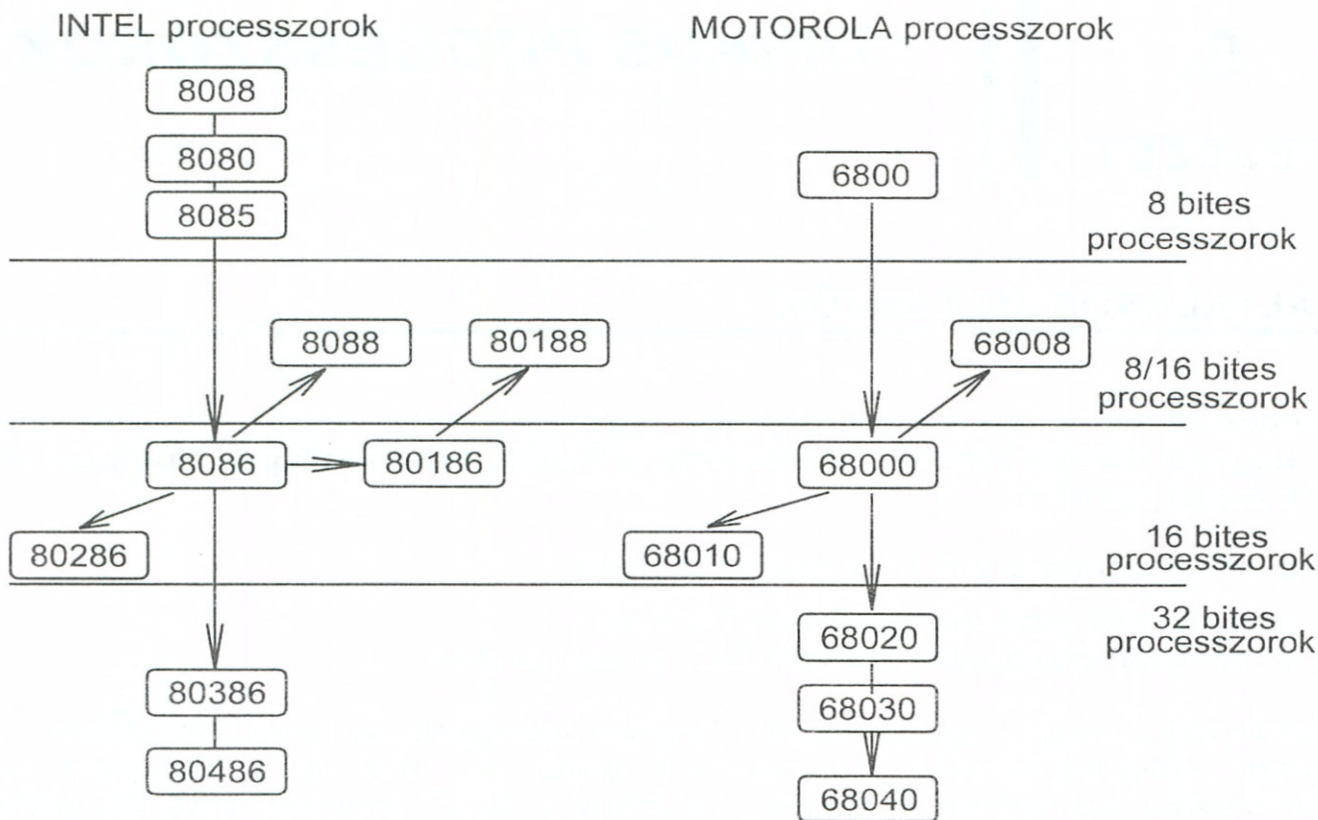 INTEL processzorok
MOTOROLA processzorok
8008
8080
6800
8085
8 bites
processzorok
8088
80188
68008
8/16 bites
processzorok
8086
80186
68000
80286
68010
16 bites
processzorok
32 bites
processzorok
68020
80386
68030
80486
68040